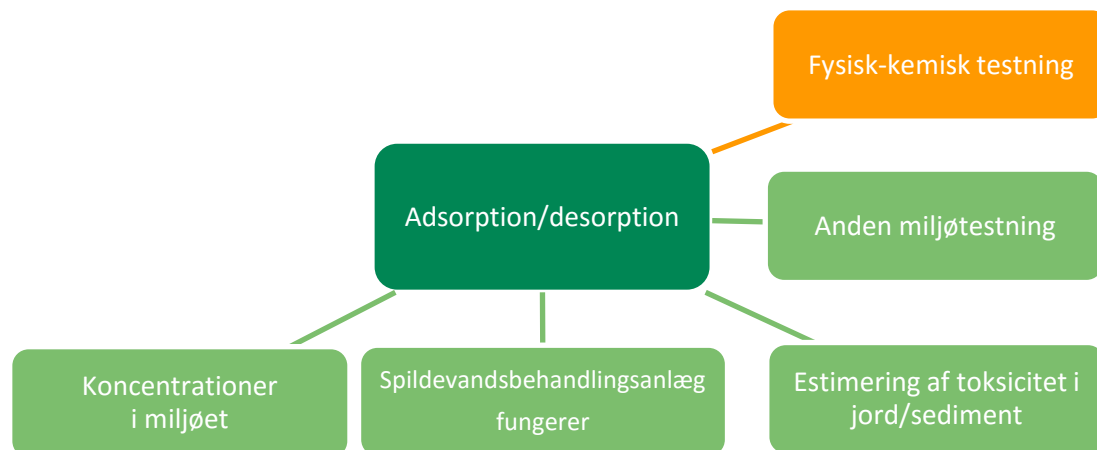 Fysisk-kemisk testning
Adsorption/desorption
Anden miljøtestning
Koncentrationer
i miljøet
Spildevandsbehandlingsanlæg
fungerer
Estimering af toksicitet i
jord/sediment